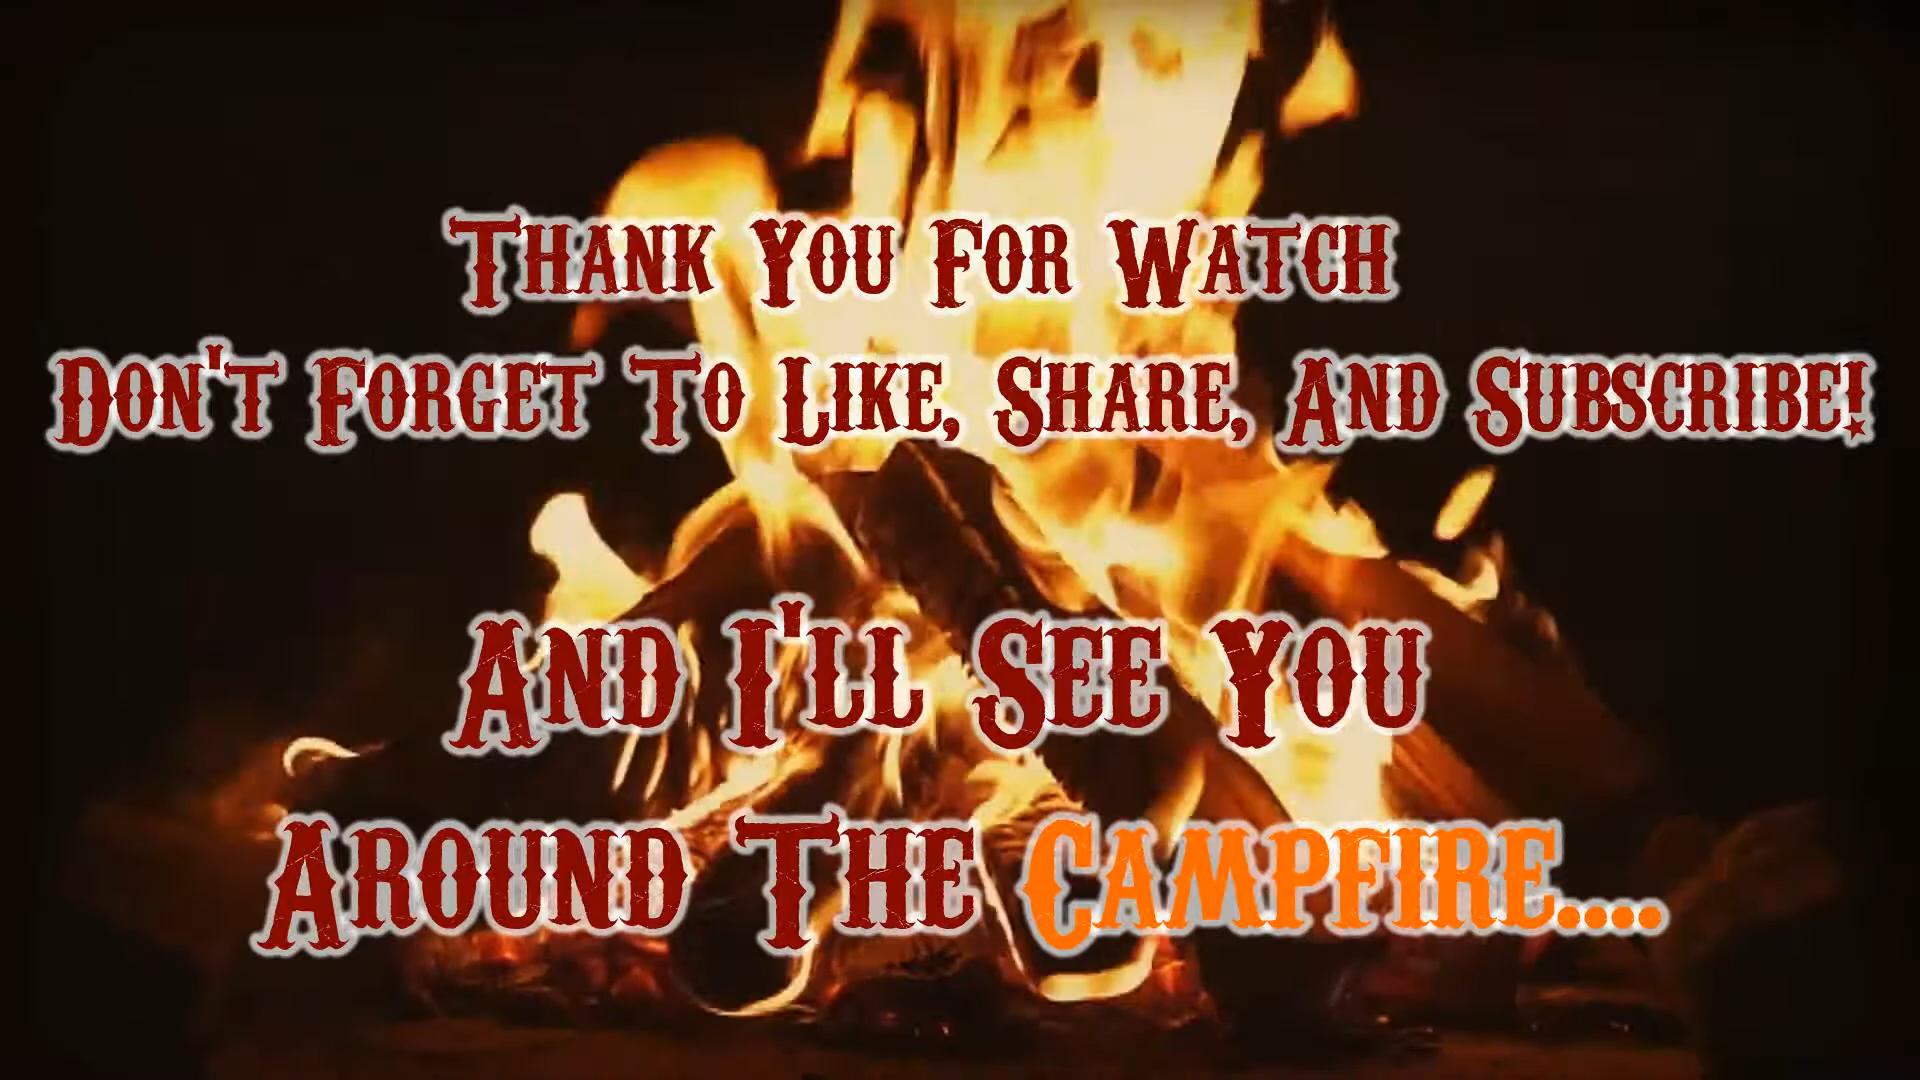 Thank You For Watch
Don't Forget To Like, Share, And Subscribe!
And I'll See You
Around The Campfire....